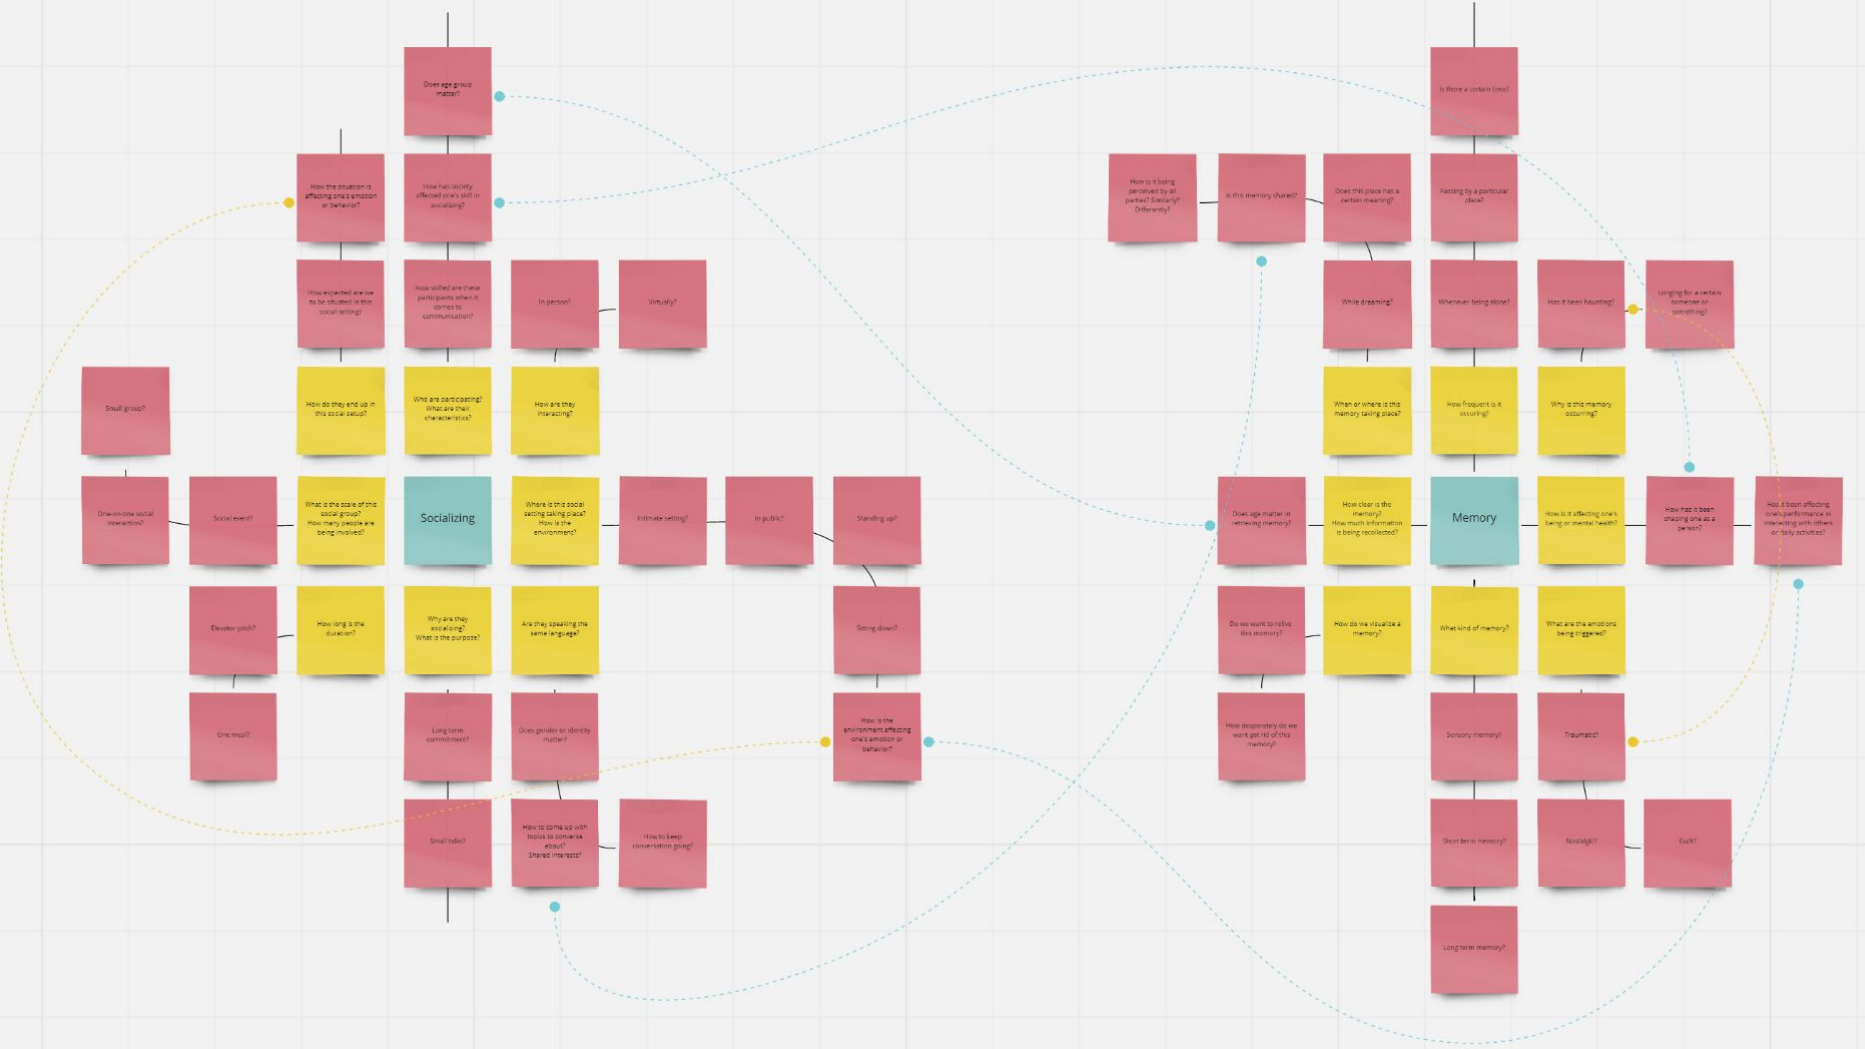 Does age group
matter?
Is there a certain time?
How the situation is
affecting one's emotion
or behavior?
How has society
affected one's skill in
socializing?
How is it being
perceived by all
parties? Similarly?
Differently?
Is this memory shared?
Does this place has a
certain meaning?
Passing by a particular
place?
How expected are we
to be situated in this
social setting?
How skilled are these
participants when it
comes to
communication?
In person?
Virtually?
While dreaming?
Whenever being alone?
Has it been haunting?
Longing for a certain
someone or
something?
Small group?
How do they end up in
this social setup?
Who are participating?
What are their
characteristics?
How are they
interacting?
When or where is this
memory taking place?
How frequent is it
occuring?
Why is this memory
occurring?
One-on-one social
interaction?
Social event?
What is the scale of this
social group?
How many people are
being involved?
Socializing
Where is this social
setting taking place?
How is the
environment?
Intimate setting?
In public?
Standing up?
Does age matter in
retrieving memory?
How clear is the
memory?
How much information
is being recollected?
Memory
How is it affecting one's
being or mental health?
How has it been
shaping one as a
person?
Has it been affecting
one's performance in
interacting with others
or daily activities?
Elevator pitch?
How long is the
duration?
Why are they
socializing?
What is the purpose?
Are they speaking the
same language?
Sitting down?
Do we want to relive
this memory?
How do we visualize a
memory?
What kind of memory?
What are the emotions
being triggered?
One meal?
Long term
commitment?
Does gender or identity
matter?
How is the
environment affecting
one's emotion or
behavior?
How desperately do we
want get rid of this
memory?
Sensory memory?
Traumatic?
Small talks?
How to come up with
topics to converse
about?
Shared interests?
How to keep
conversation going?
Short term memory?
Nostalgic?
Guilt?
Long term memory?